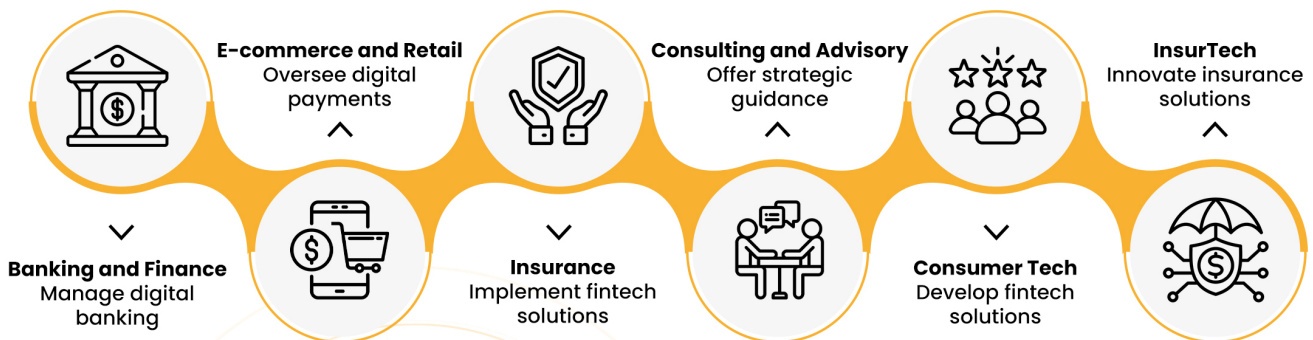 Banking and Finance
Manage digital
banking
E-commerce and Retail
Oversee digital
payments
Insurance
Implement fintech
solutions
Consulting and Advisory
Offer strategic
guidance
Consumer Tech
Develop fintech
solutions
InsurTech
Innovate insurance
solutions